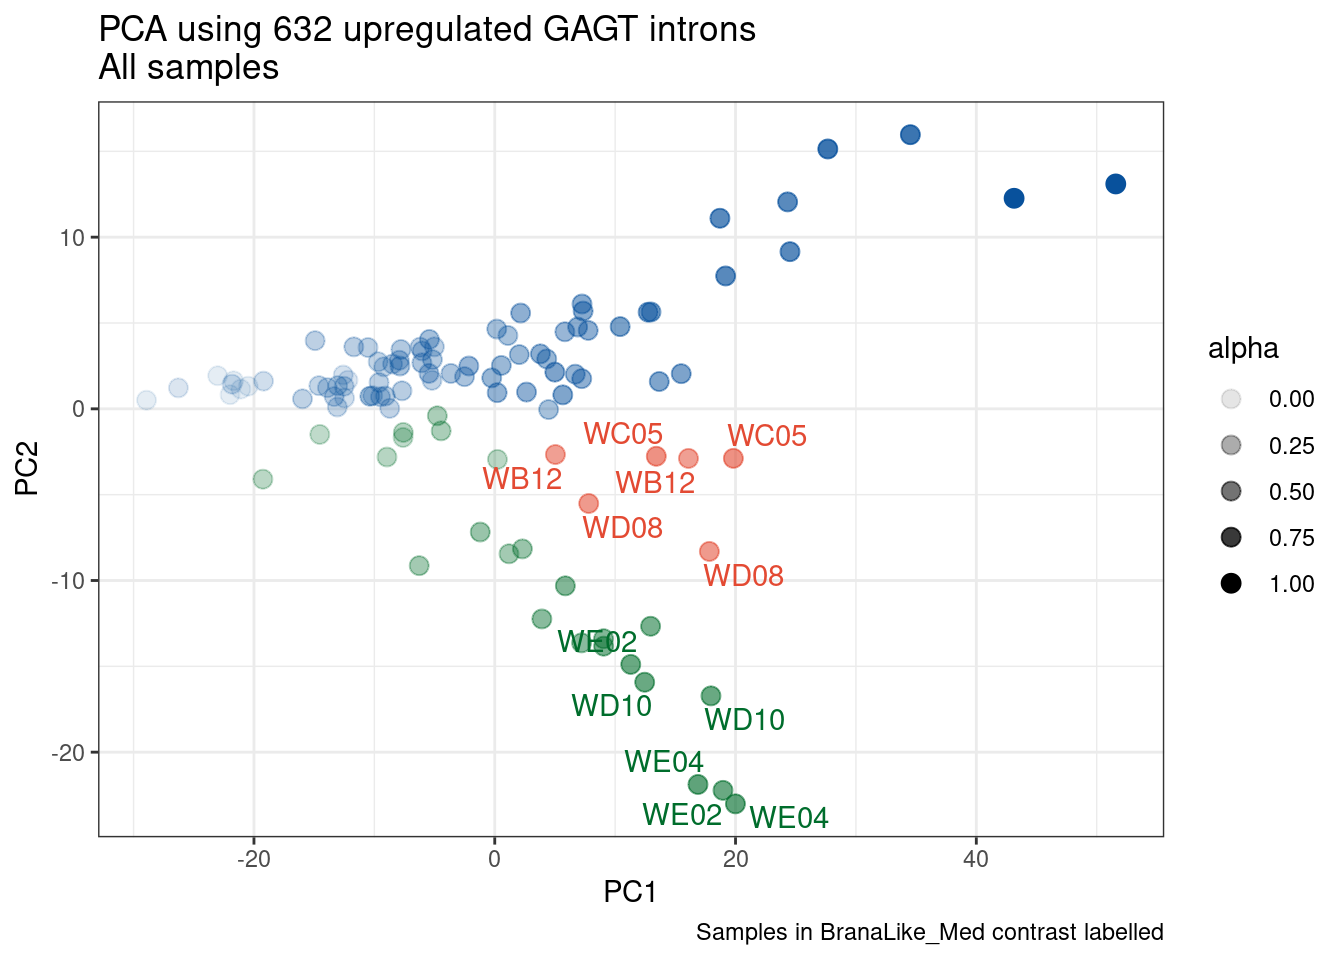 PCA using 632 upregulated GAGT introns
All samples
PC2
10
0
-10
-20
WC05
WC05
WB12
WB12
WD08
WD08
WE02
WD10
WD10
WE04
WE02
WE04
-20
0
20
40
PC1
alpha
0.00
0.25
0.50
0.75
1.00
Samples in BranaLike_Med contrast labelled